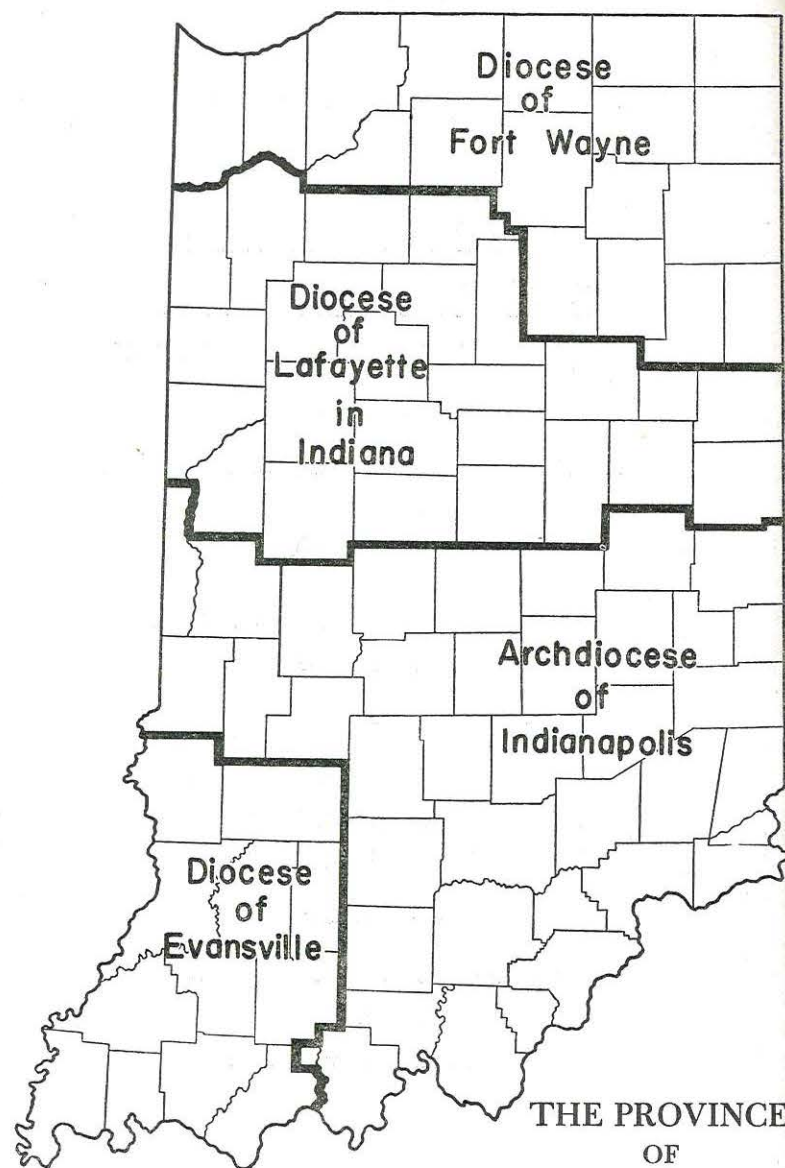 Diocese
of
Fort Wayne
Diocese
of
Lafayette
in
Indiana
Archdiocese
of
Indianapolis
Diocese
of
Evansville
THE PROVINCE
OF